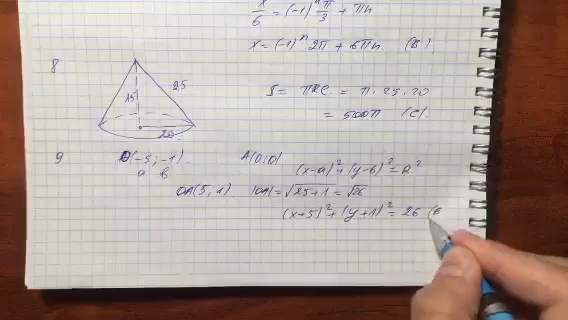 x/6 = (-1)^n π/3 + πn
x = (-1)^n 2π + 6πn (B)
8
25
15
20
S = πRℓ = π·25·20
= 500π (C).
9 O(-5; -1). A(0;0)
a b
(x-a)² + (y-b)² = R²
OA(5, 1) |OA| = √25+1 = √26
(x+5)² + (y+1)² = 26 (B